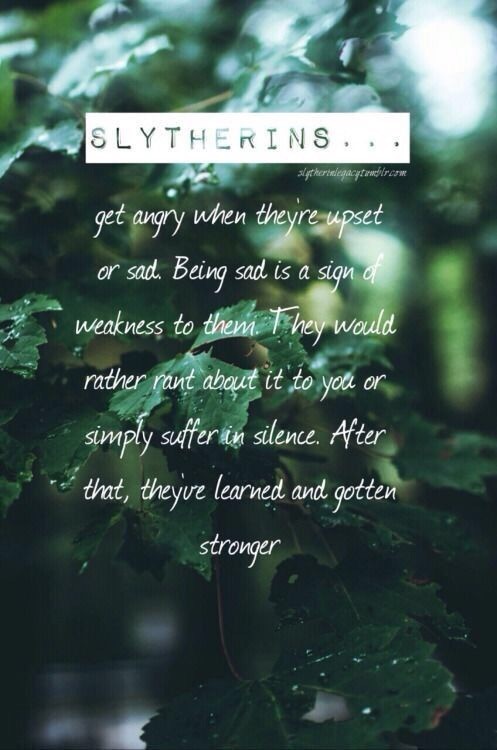 SLYTHERINS...
slytherinlegacytumblr.com
get angry when they're upset
or sad. Being sad is a sign of
weakness to them. They would
rather rant about it to you or
simply suffer in silence. After
that, they've learned and gotten
stronger